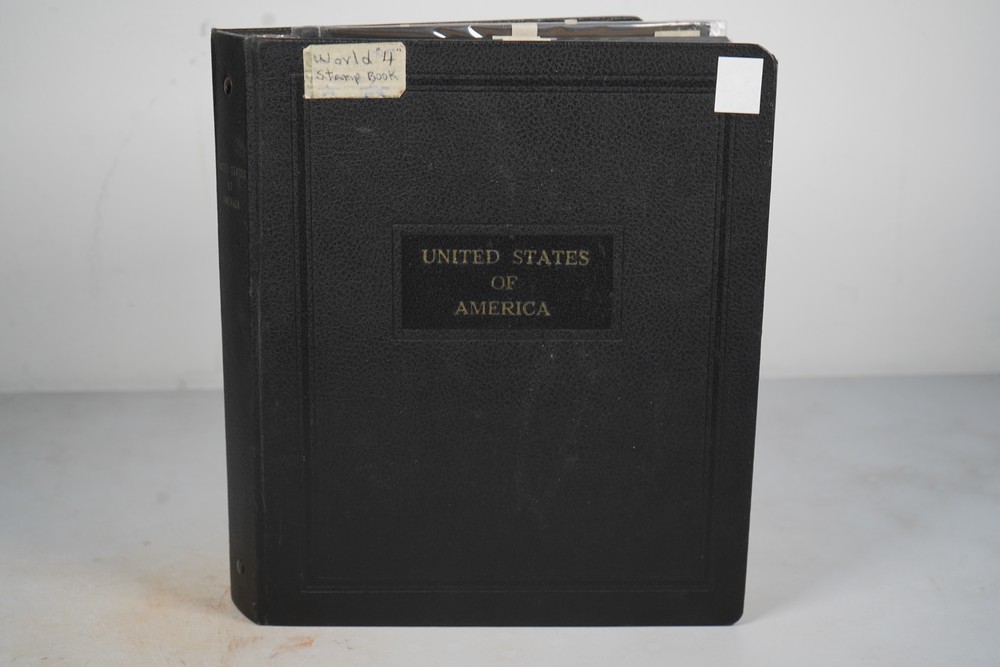 World "4"
Stamp Book
UNITED STATES
OF
AMERICA